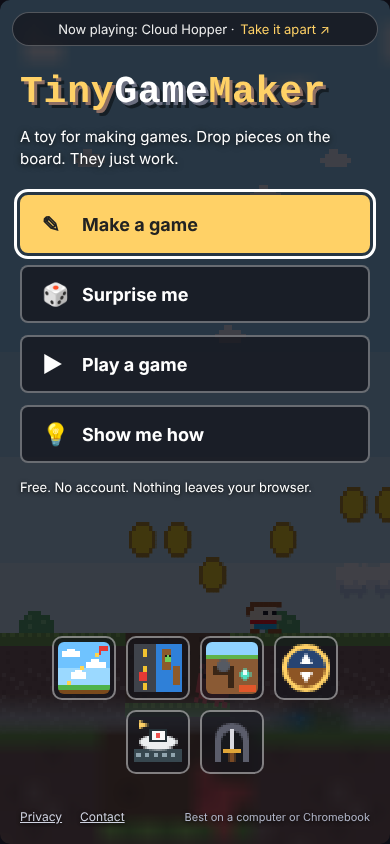 Now playing: Cloud Hopper · Take it apart ↗
TinyGameMaker
A toy for making games. Drop pieces on the
board. They just work.
Make a game
Surprise me
Play a game
Show me how
Free. No account. Nothing leaves your browser.
Privacy Contact Best on a computer or Chromebook